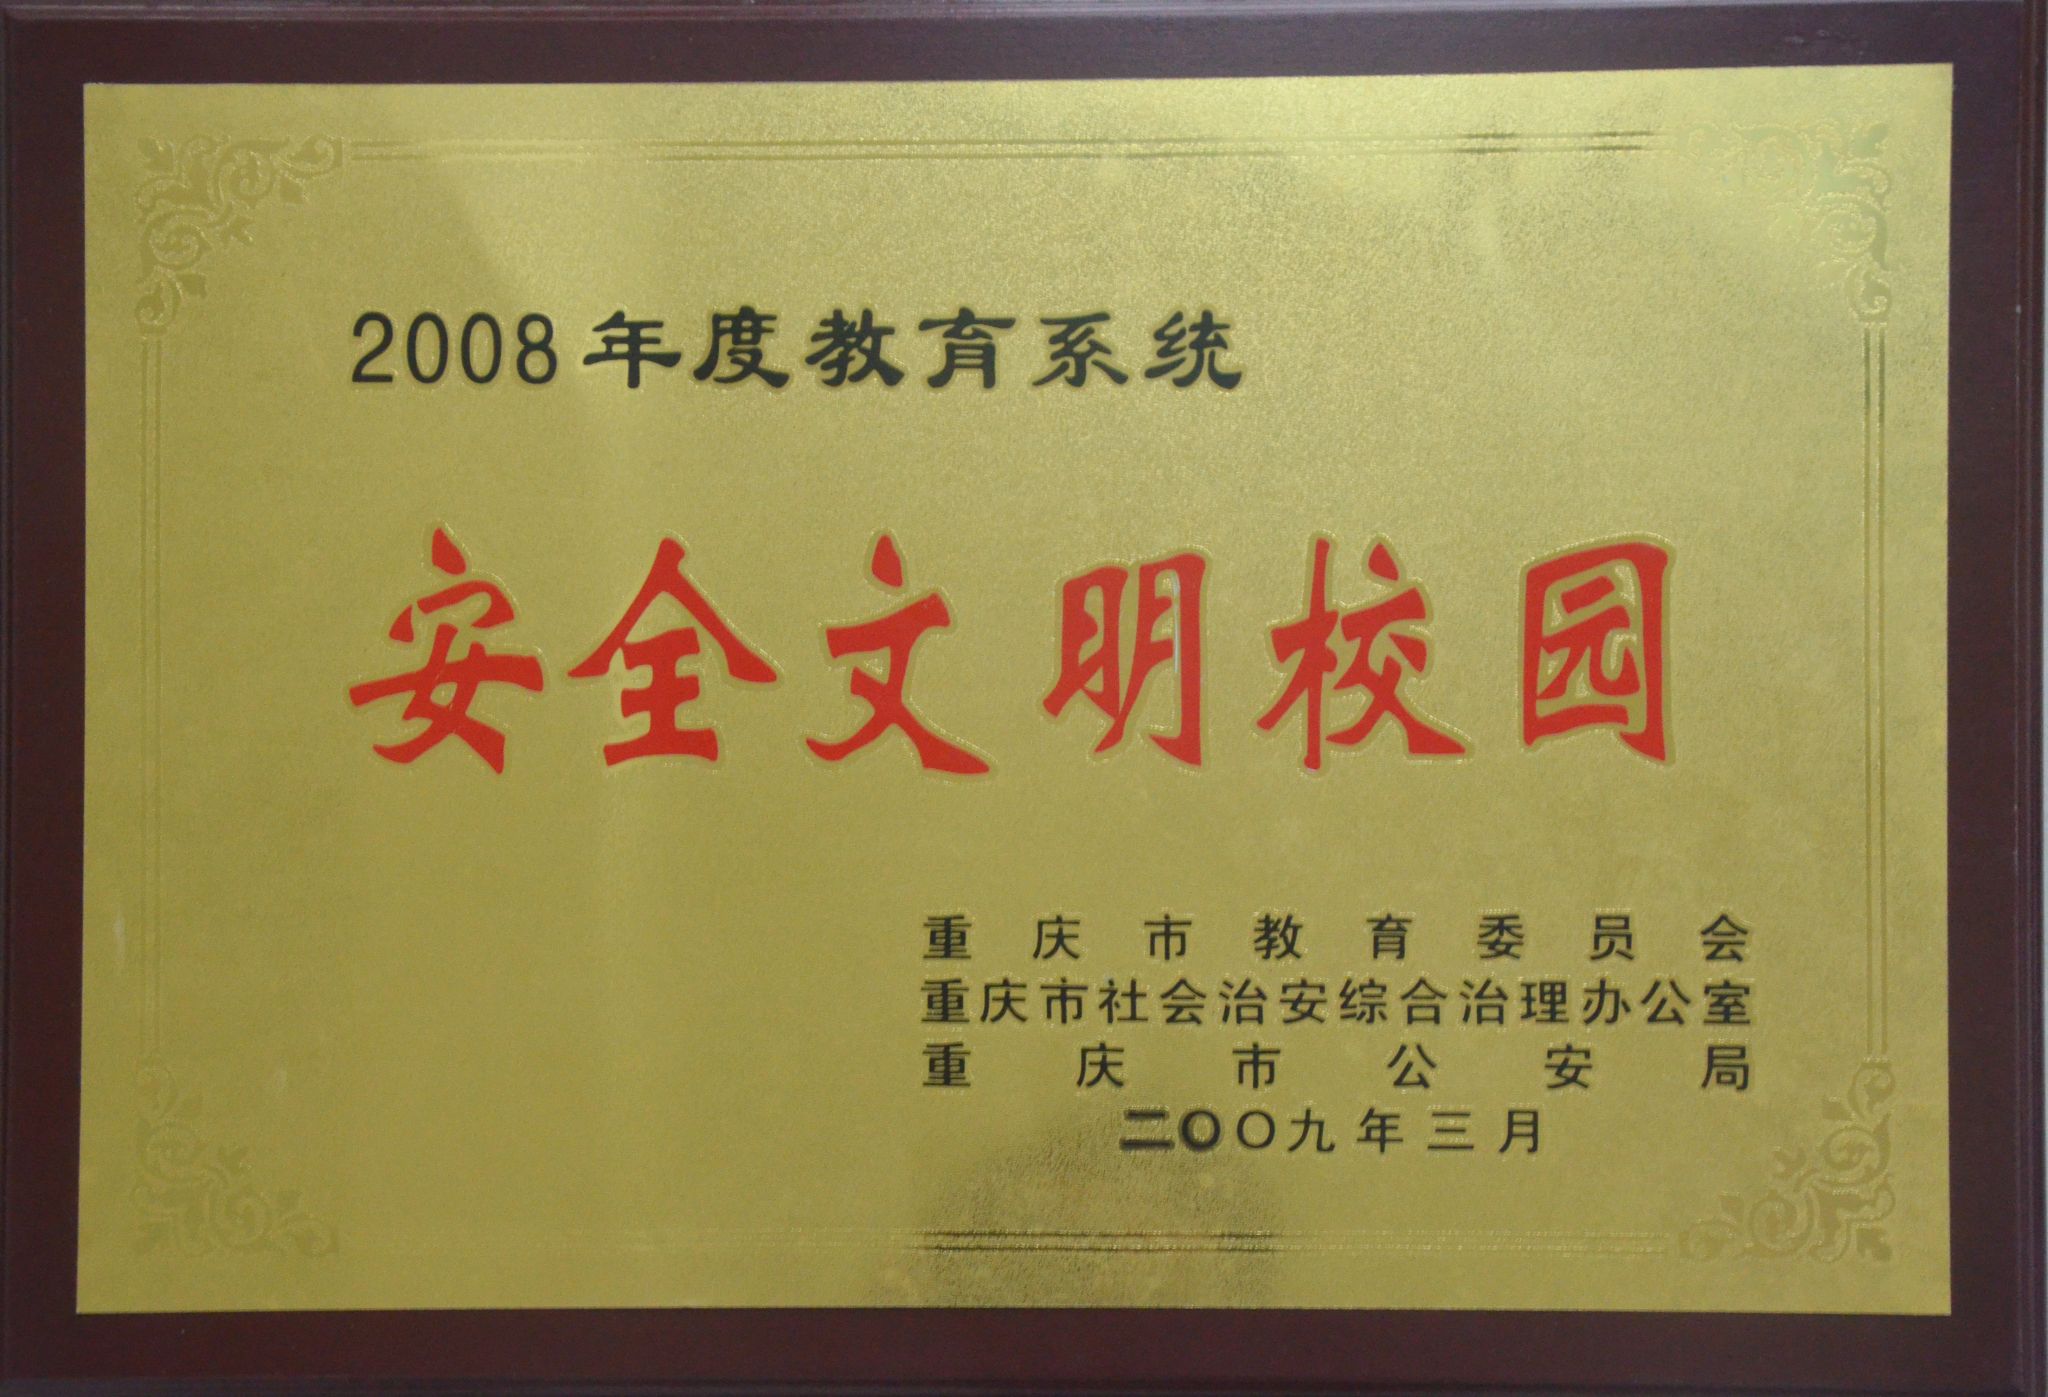 2008年度教育系统
安全文明校园
重庆市教育委员会
重庆市社会治安综合治理办公室
重庆市公安局
二〇〇九年三月